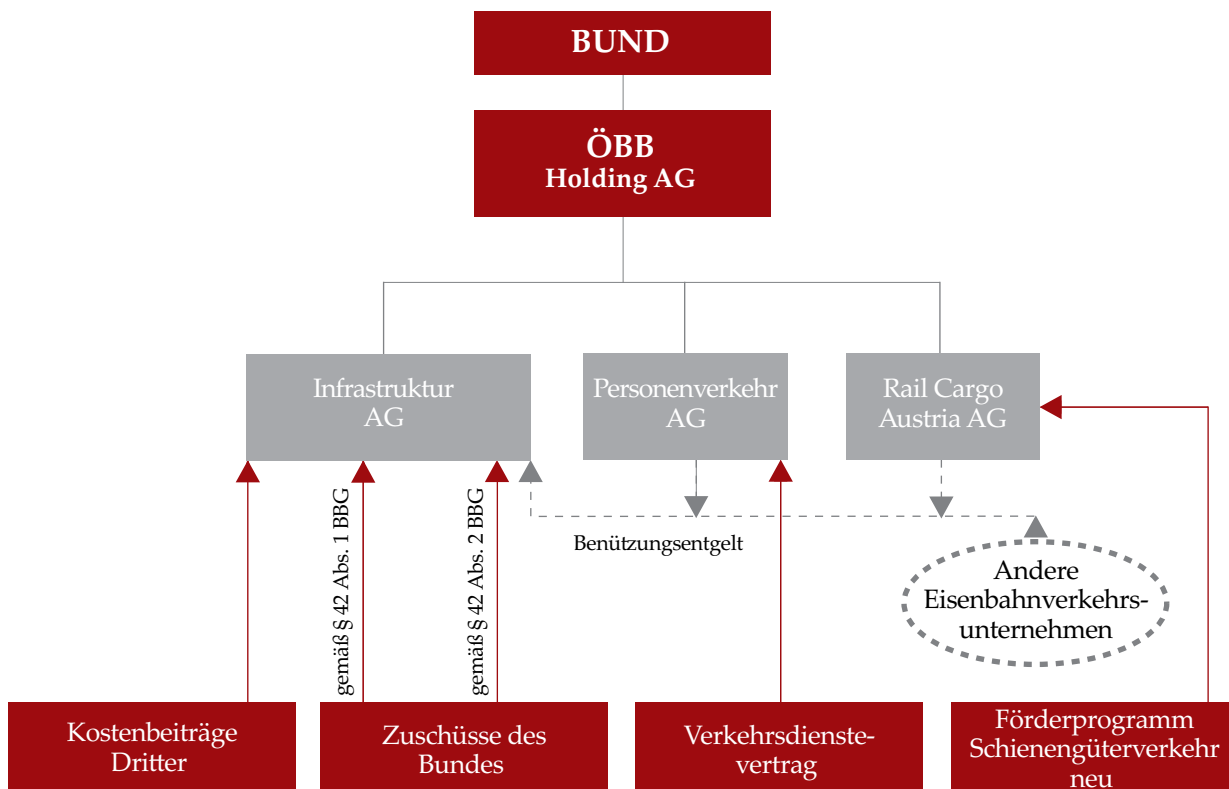 BUND
ÖBB
Holding AG
Infrastruktur
AG
Personenverkehr
AG
Rail Cargo
Austria AG
gemäß § 42 Abs. 1 BBG
gemäß § 42 Abs. 2 BBG
Benützungsentgelt
Andere
Eisenbahnverkehrs-
unternehmen
Kostenbeiträge
Dritter
Zuschüsse des
Bundes
Verkehrsdienste-
vertrag
Förderprogramm
Schienengüterverkehr
neu